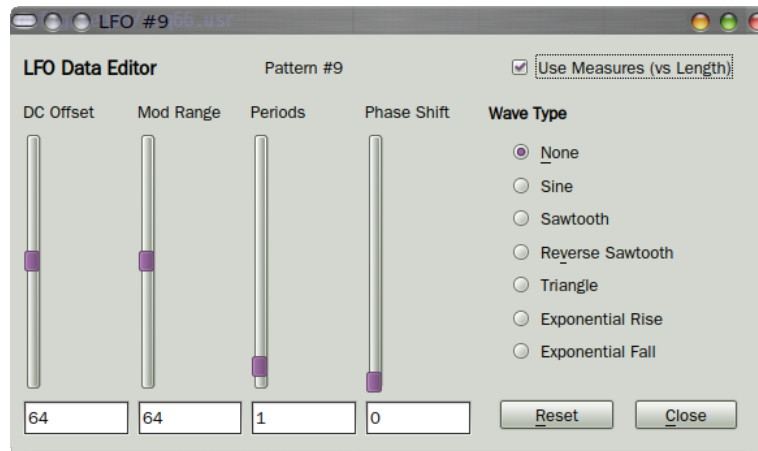 LFO #9
LFO Data Editor Pattern #9 Use Measures (vs Length)
DC Offset Mod Range Periods Phase Shift Wave Type
None
Sine
Sawtooth
Reverse Sawtooth
Triangle
Exponential Rise
Exponential Fall
64 64 1 0 Reset Close